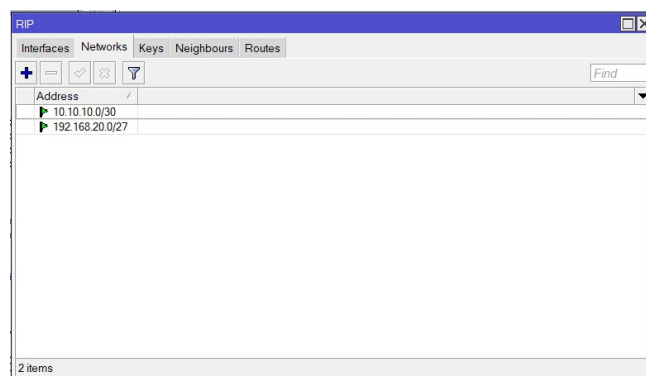 RIP
Interfaces Networks Keys Neighbours Routes
Find
Address
10.10.10.0/30
192.168.20.0/27
2 items